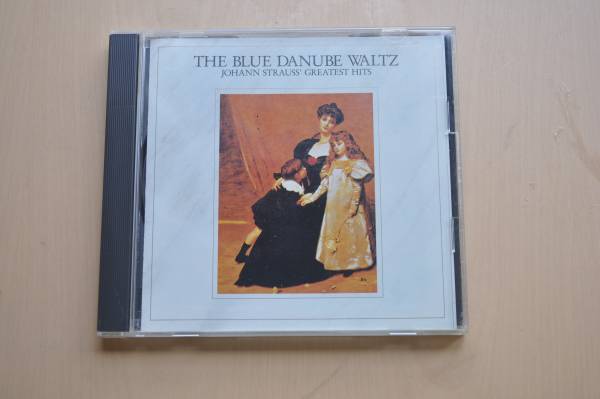 THE BLUE DANUBE WALTZ
JOHANN STRAUSS' GREATEST HITS